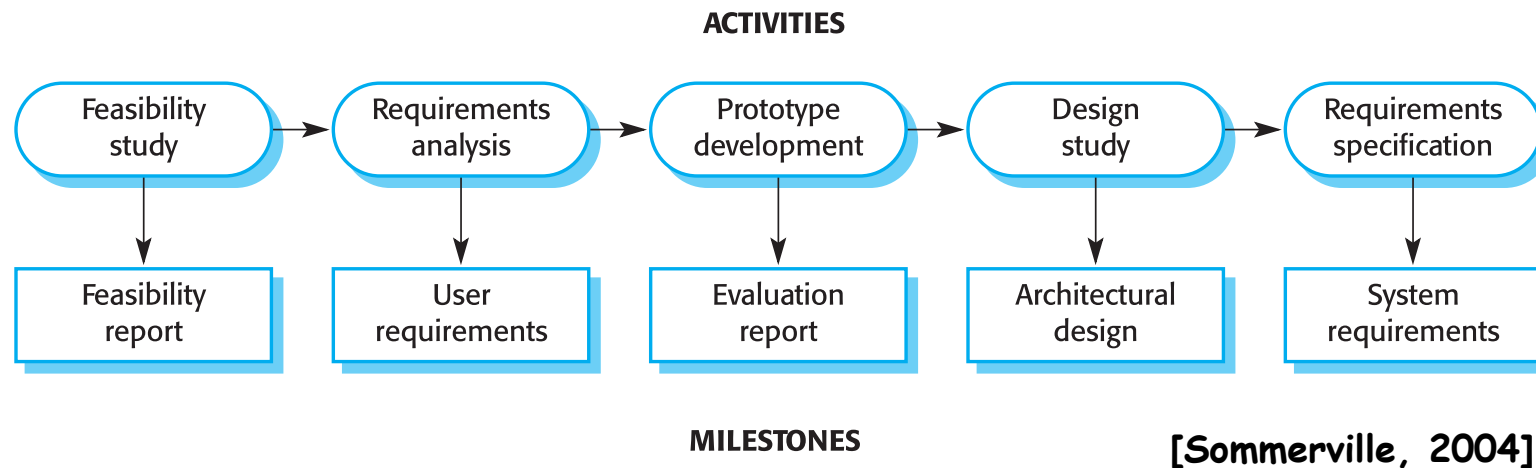 ACTIVITIES
Feasibility
study
Requirements
analysis
Prototype
development
Design
study
Requirements
specification
Feasibility
report
User
requirements
Evaluation
report
Architectural
design
System
requirements
MILESTONES
[Sommerville, 2004]